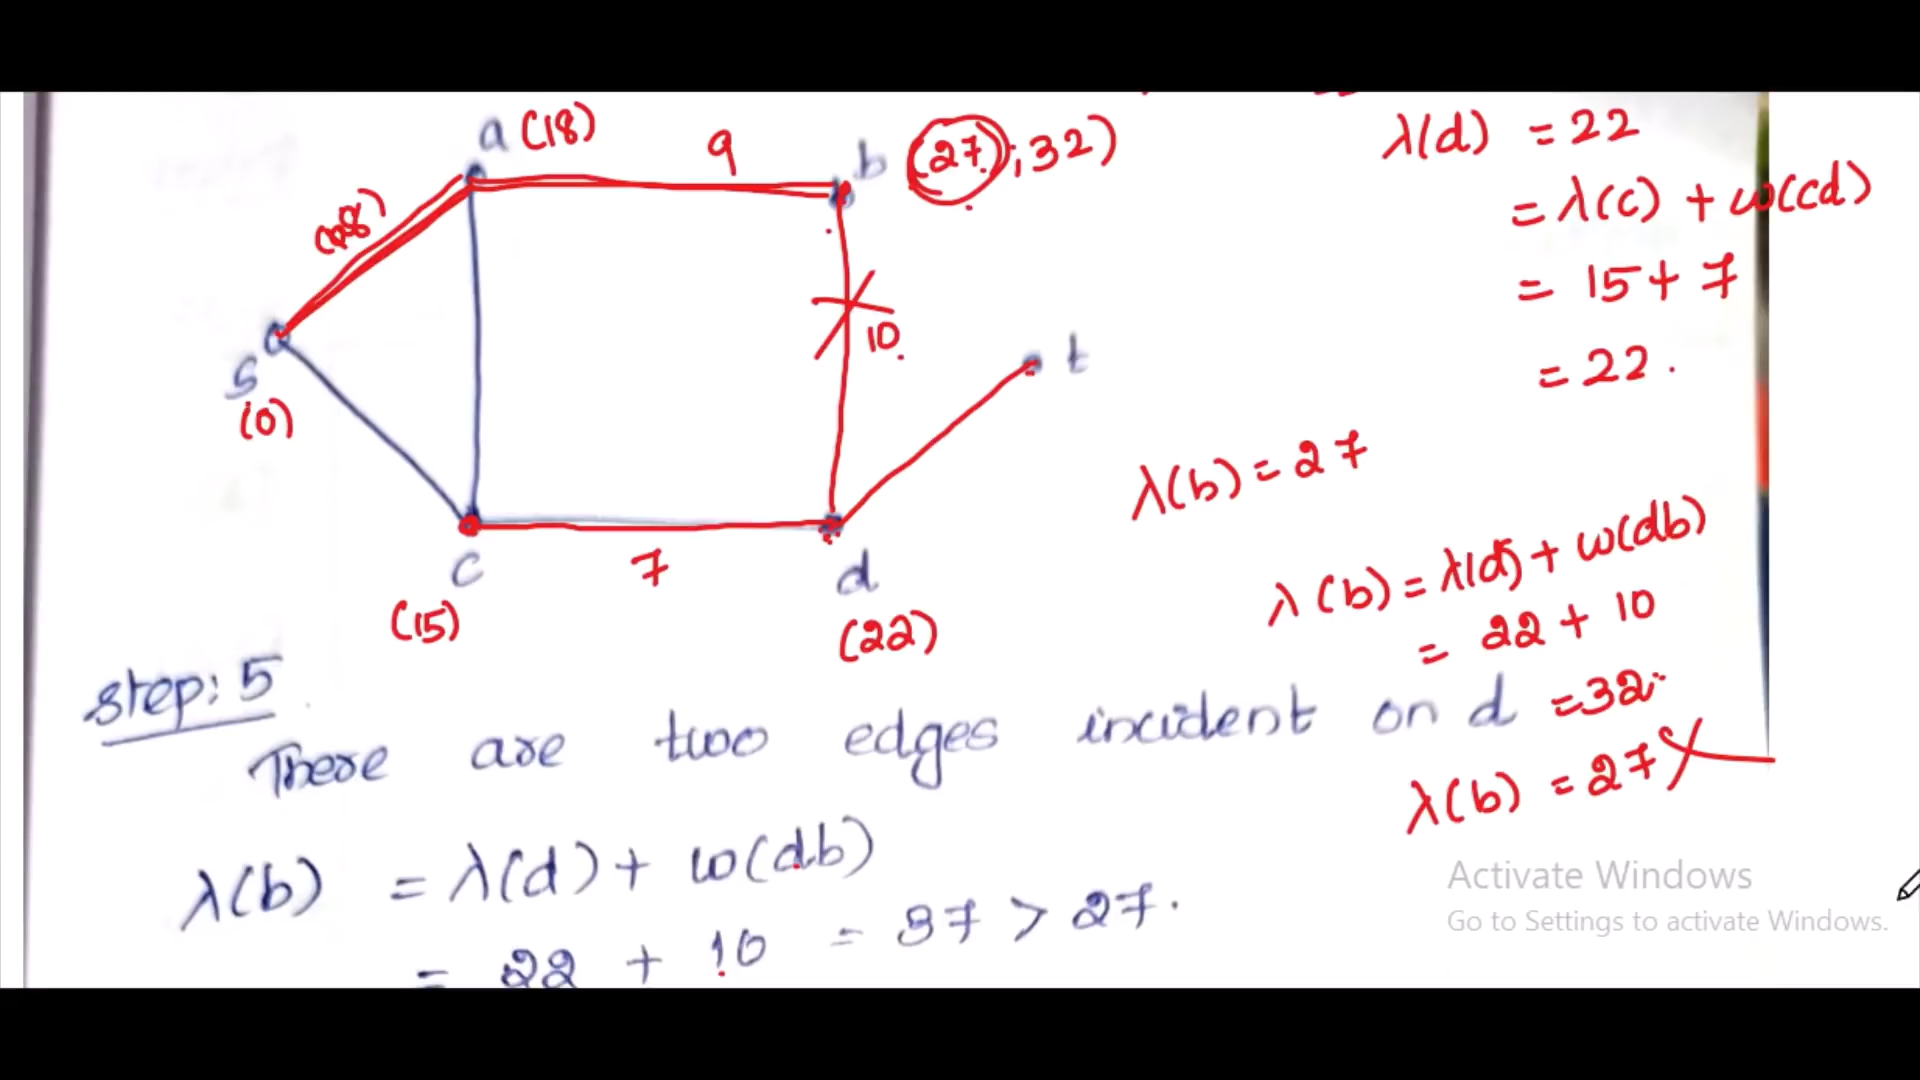 a (18)
9
b (27), 32)
(18)
10
s
(0)
t
c
7
d
(15)
(22)
λ(d) = 22
= λ(c) + w(cd)
= 15 + 7
= 22.
λ(b) = 27
λ(b) = λ(d) + w(db)
= 22 + 10
= 32
λ(b) = 27
step: 5
There are two edges incident on d
λ(b) = λ(d) + w(db)
= 22 + 10 = 37 > 27.
Activate Windows
Go to Settings to activate Windows.